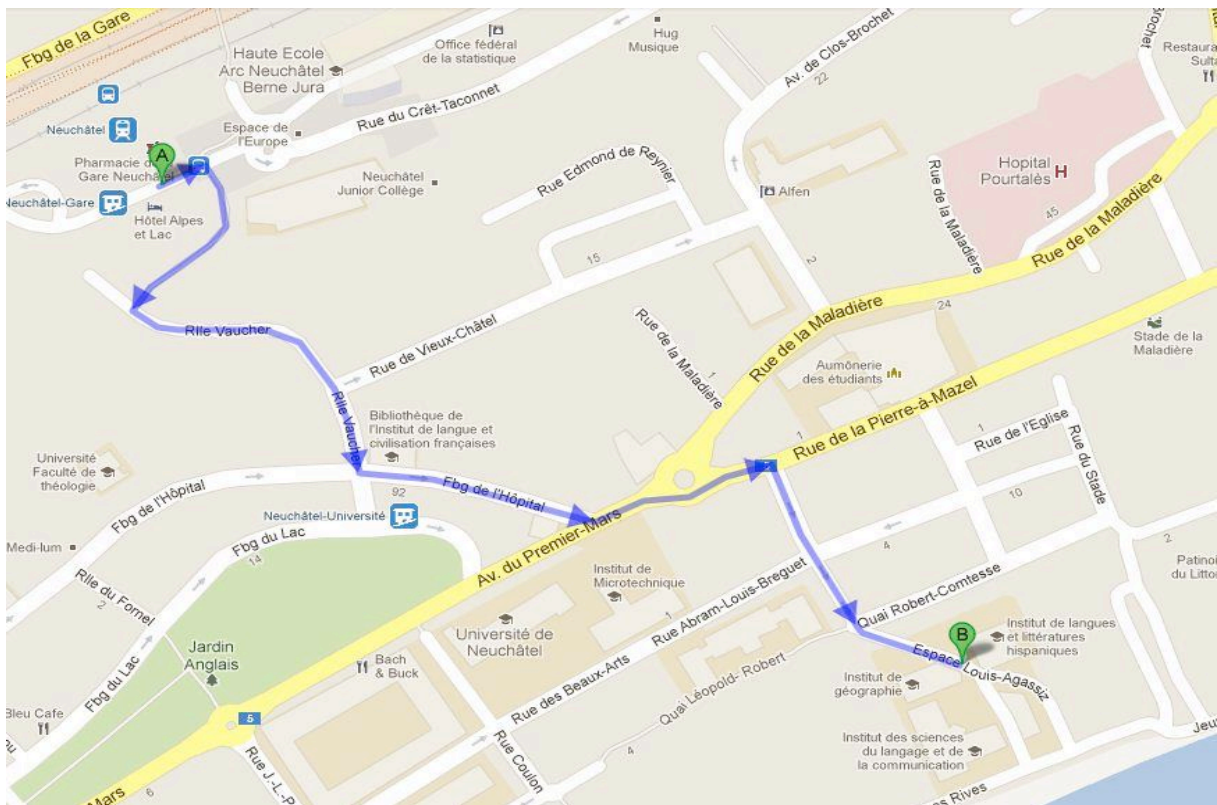 Fbg de la Gare
Haute Ecole
Arc Neuchâtel
Berne Jura
Office fédéral
de la statistique
Hug
Musique
Av. de Clos-Brochet
22
Restaura
Sulta
Neuchâtel
Espace de
l'Europe
Rue du Crêt-Taconnet
A
Pharmacie d
Gare Neuchâtel
Neuchâtel
Junior Collège
Rue Edmond de Reynier
Alfen
Rue de la Maladière
Hopital
Pourtalès
H
45
Rue de la Maladière
Neuchâtel-Gare
Hôtel Alpes
et Lac
15
2
Rue de la Maladière
24
Rlle Vaucher
Rue de Vieux-Châtel
Rue de la Maladière
1
Stade de la
Maladière
Aumônerie
des étudiants
Rlle Vaucher
Bibliothèque de
l'Institut de langue et
civilisation françaises
1
Rue de la Pierre-à-Mazel
1
Rue de l'Eglise
Rue du Stade
Université
Faculté de
théologie
Fbg de l'Hôpital
92
Fbg de l'Hôpital
10
Neuchâtel-Université
Medi-lum
Fbg du Lac
14
Av. du Premier-Mars
4
2
Patinoi
du Littor
Rlle du Fornel
2
Institut de
Microtechnique
1
Rue Abram-Louis-Breguet
Quai Robert-Comtesse
Jardin
Anglais
Université de
Neuchâtel
B
Institut de langues
et littératures
hispaniques
Espace Louis-Agassiz
Bach
& Buck
Fbg du Lac
Rue des Beaux-Arts
Quai Léopold-Robert
Institut de
géographie
Bleu Cafe
5
Rue Coulon
4
Institut des sciences
du langage et de
la communication
Rue J.-L.-P
Mars
6
es Rives
Jeu